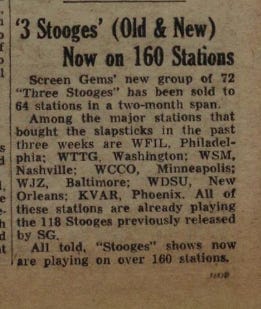 '3 Stooges' (Old & New)
Now on 160 Stations
Screen Gems' new group of 72
"Three Stooges" has been sold to
64 stations in a two-month span.
Among the major stations that
bought the slapsticks in the past
three weeks are WFIL, Philadel-
phia; WTTG, Washington; WSM,
Nashville; WCCO, Minneapolis;
WJZ, Baltimore; WDSU, New
Orleans; KVAR, Phoenix. All of
these stations are already playing
the 118 Stooges previously released
by SG.
All told, "Stooges" shows now
are playing on over 160 stations.